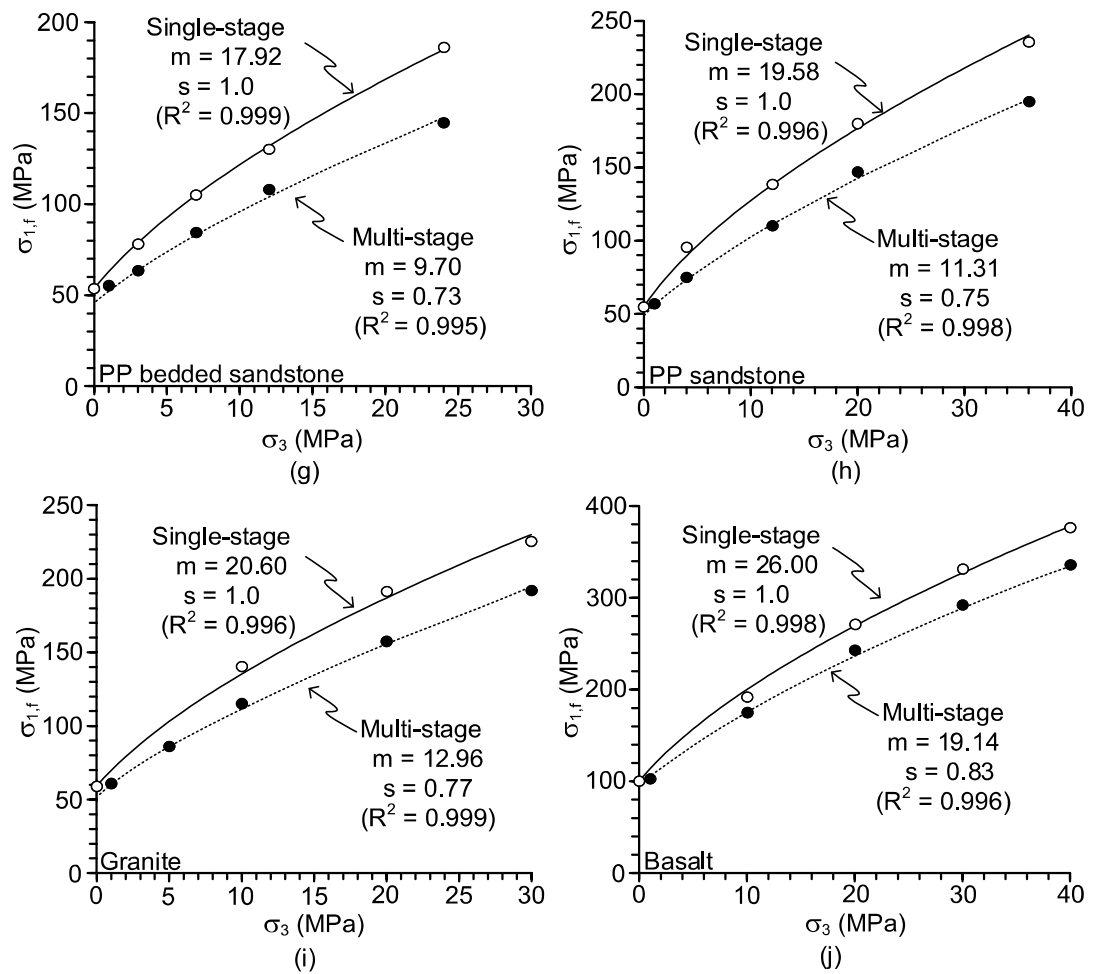 200
150
100
50
0
σ1,f (MPa)
Single-stage
m = 17.92
s = 1.0
(R² = 0.999)
Multi-stage
m = 9.70
s = 0.73
(R² = 0.995)
PP bedded sandstone
0 5 10 15 20 25 30
σ3 (MPa)
(g)
250
200
150
100
50
0
σ1,f (MPa)
Single-stage
m = 19.58
s = 1.0
(R² = 0.996)
Multi-stage
m = 11.31
s = 0.75
(R² = 0.998)
PP sandstone
0 10 20 30 40
σ3 (MPa)
(h)
250
200
150
100
50
0
σ1,f (MPa)
Single-stage
m = 20.60
s = 1.0
(R² = 0.996)
Multi-stage
m = 12.96
s = 0.77
(R² = 0.999)
Granite
0 5 10 15 20 25 30
σ3 (MPa)
(i)
400
300
200
100
0
σ1,f (MPa)
Single-stage
m = 26.00
s = 1.0
(R² = 0.998)
Multi-stage
m = 19.14
s = 0.83
(R² = 0.996)
Basalt
10 20 30 40
σ3 (MPa)
(j)